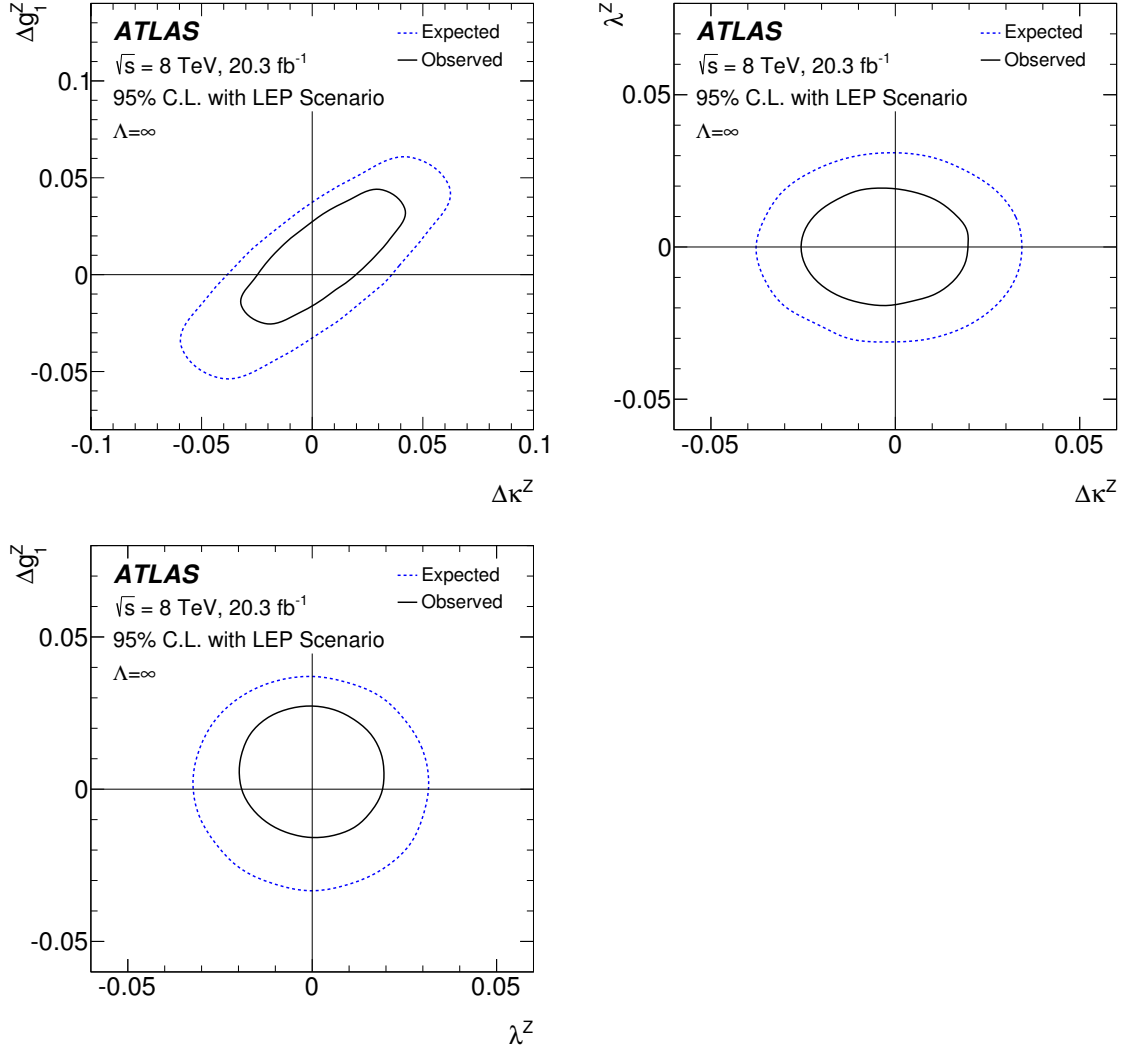 Δg₁ᶻ
ATLAS
√s = 8 TeV, 20.3 fb⁻¹
95% C.L. with LEP Scenario
Λ=∞
Expected
Observed
0.1
0.05
0
-0.05
-0.1 -0.05 0 0.05 0.1
Δκᶻ
λᶻ
ATLAS
√s = 8 TeV, 20.3 fb⁻¹
95% C.L. with LEP Scenario
Λ=∞
Expected
Observed
0.05
0
-0.05
-0.05 0 0.05
Δκᶻ
Δg₁ᶻ
ATLAS
√s = 8 TeV, 20.3 fb⁻¹
95% C.L. with LEP Scenario
Λ=∞
Expected
Observed
0.05
0
-0.05
-0.05 0 0.05
λᶻ